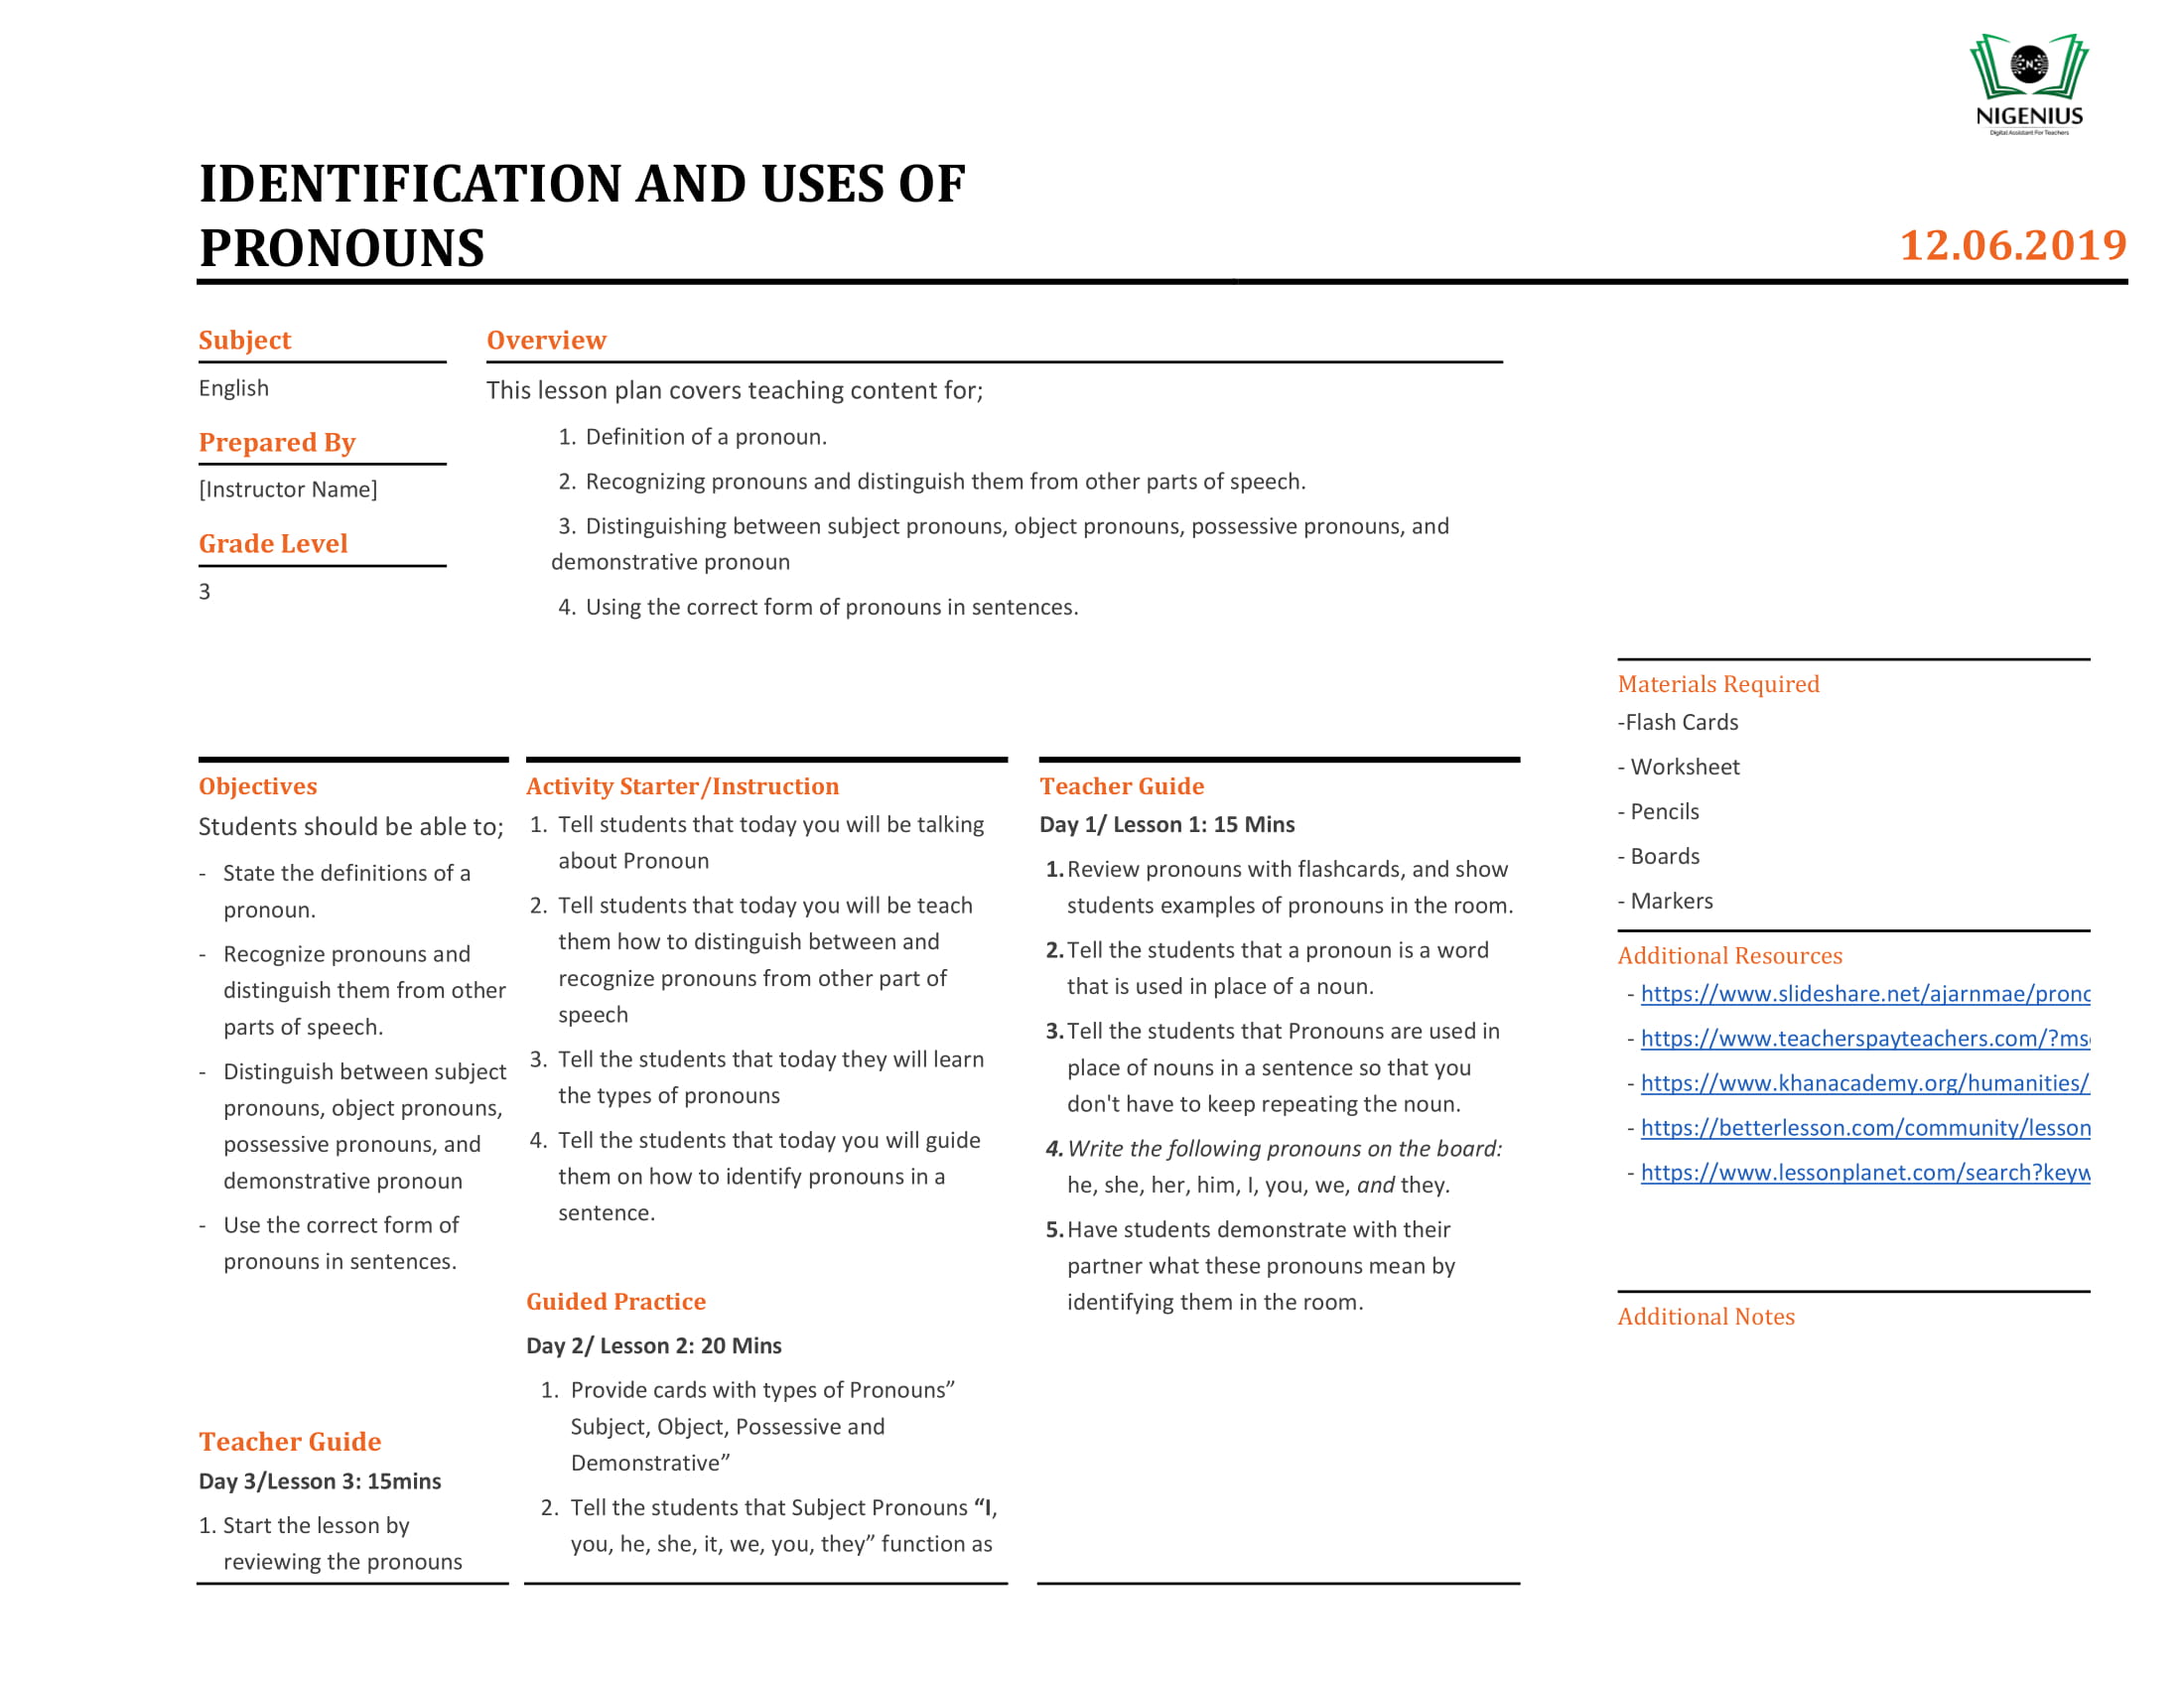 NIGENIUS
Digital Assistant For Teachers
IDENTIFICATION AND USES OF
PRONOUNS
12.06.2019
Subject
English
Prepared By
[Instructor Name]
Grade Level
3
Overview
This lesson plan covers teaching content for;
1. Definition of a pronoun.
2. Recognizing pronouns and distinguish them from other parts of speech.
3. Distinguishing between subject pronouns, object pronouns, possessive pronouns, and
demonstrative pronoun
4. Using the correct form of pronouns in sentences.
Objectives
Students should be able to;
- State the definitions of a
pronoun.
- Recognize pronouns and
distinguish them from other
parts of speech.
- Distinguish between subject
pronouns, object pronouns,
possessive pronouns, and
demonstrative pronoun
- Use the correct form of
pronouns in sentences.
Teacher Guide
Day 3/Lesson 3: 15mins
1. Start the lesson by
reviewing the pronouns
Activity Starter/Instruction
1. Tell students that today you will be talking
about Pronoun
2. Tell students that today you will be teach
them how to distinguish between and
recognize pronouns from other part of
speech
3. Tell the students that today they will learn
the types of pronouns
4. Tell the students that today you will guide
them on how to identify pronouns in a
sentence.
Guided Practice
Day 2/ Lesson 2: 20 Mins
1. Provide cards with types of Pronouns”
Subject, Object, Possessive and
Demonstrative”
2. Tell the students that Subject Pronouns “I,
you, he, she, it, we, you, they” function as
Teacher Guide
Day 1/ Lesson 1: 15 Mins
1. Review pronouns with flashcards, and show
students examples of pronouns in the room.
2. Tell the students that a pronoun is a word
that is used in place of a noun.
3. Tell the students that Pronouns are used in
place of nouns in a sentence so that you
don't have to keep repeating the noun.
4. Write the following pronouns on the board:
he, she, her, him, I, you, we, and they.
5. Have students demonstrate with their
partner what these pronouns mean by
identifying them in the room.
Materials Required
-Flash Cards
- Worksheet
- Pencils
- Boards
- Markers
Additional Resources
- https://www.slideshare.net/ajarnmae/prono
- https://www.teacherspayteachers.com/?ms
- https://www.khanacademy.org/humanities/
- https://betterlesson.com/community/lesson
- https://www.lessonplanet.com/search?keyw
Additional Notes